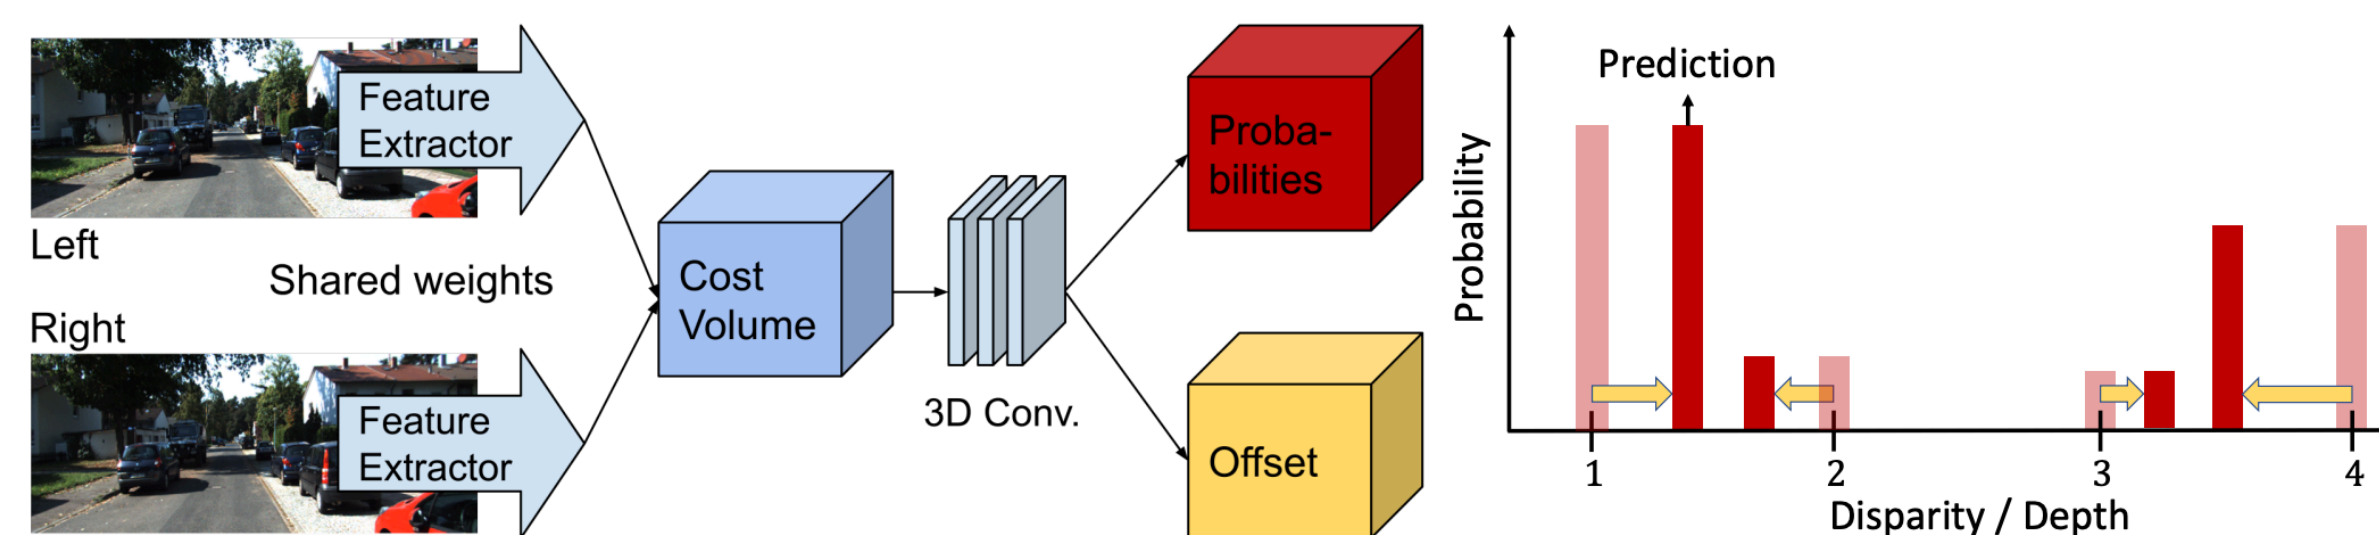 Feature
Extractor
Left
Shared weights
Right
Feature
Extractor
Cost
Volume
3D Conv.
Proba-
bilities
Offset
Prediction
Probability
1 2 3 4
Disparity / Depth